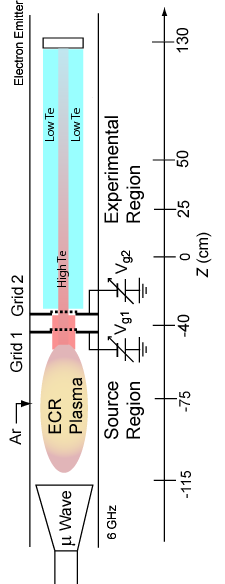 Electron Emitter
Low Te
Low Te
High Te
Grid 2
Grid 1
Ar
ECR
Plasma
μ Wave
6 GHz
Source
Region
Experimental
Region
Vg2
Vg1
Z (cm)
130
50
25
0
-40
-75
-115